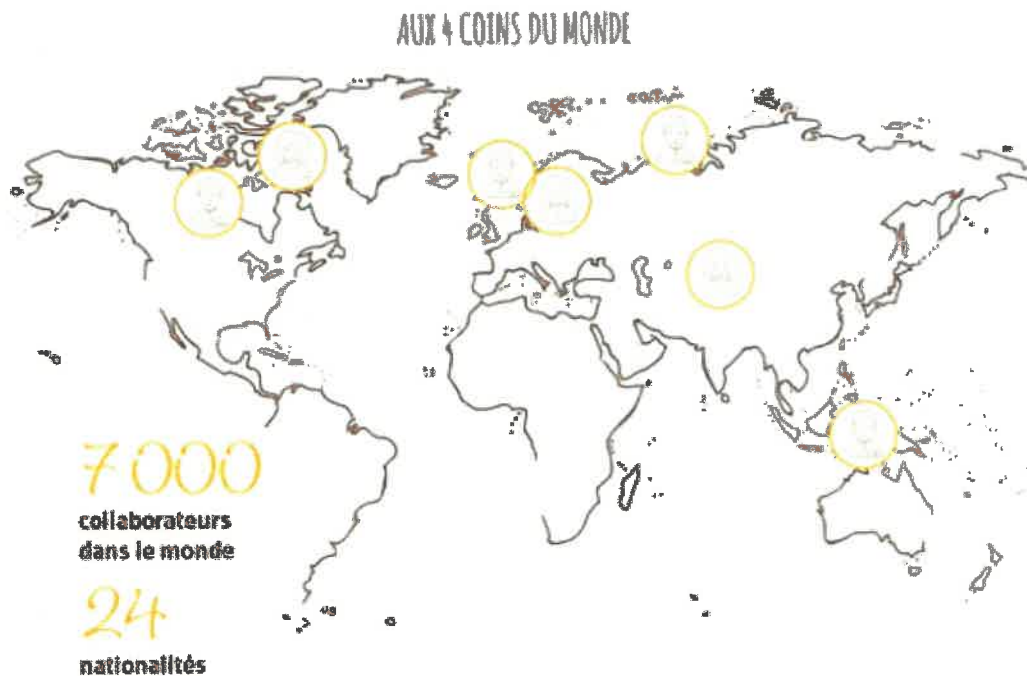 AUX 4 COINS DU MONDE
7 000
collaborateurs
dans le monde
24
nationalités